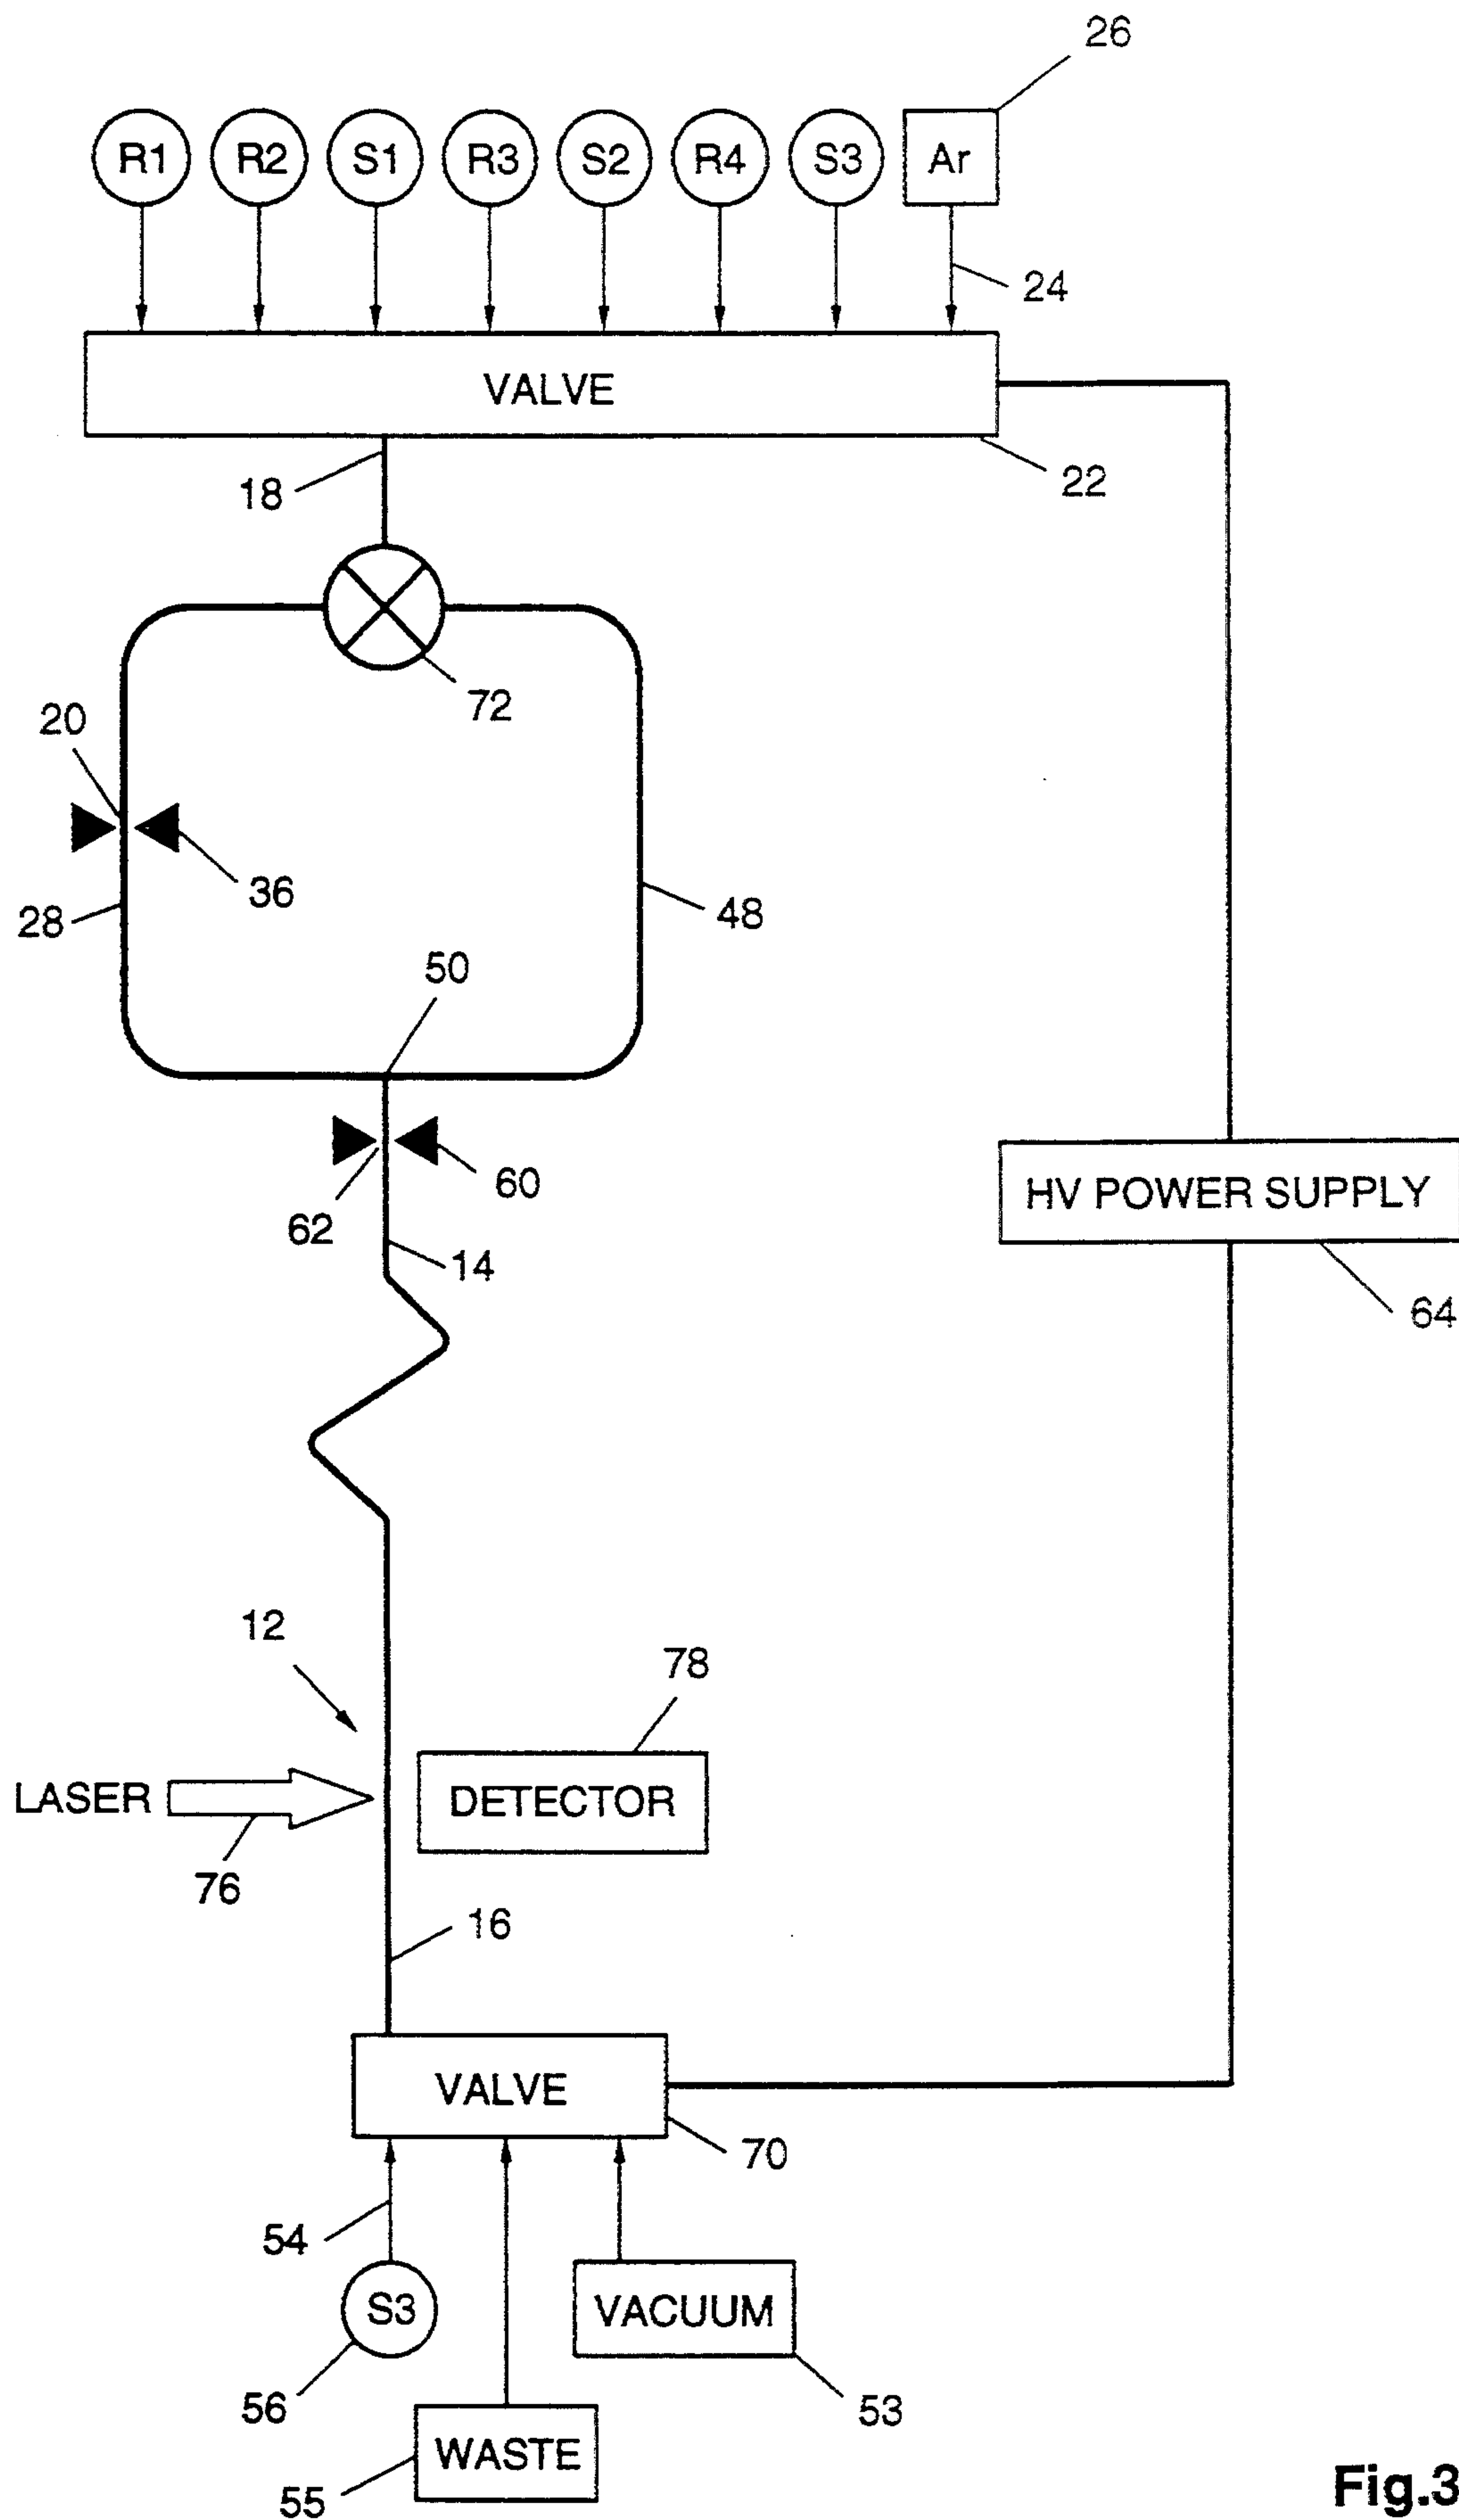 26
R1 R2 S1 R3 S2 R4 S3 Ar
24
VALVE
18
22
72
20
36
28
48
50
60
62
14
HV POWER SUPPLY
64
12
78
LASER
DETECTOR
76
16
VALVE
70
54
S3
VACUUM
56
53
WASTE
55
Fig.3